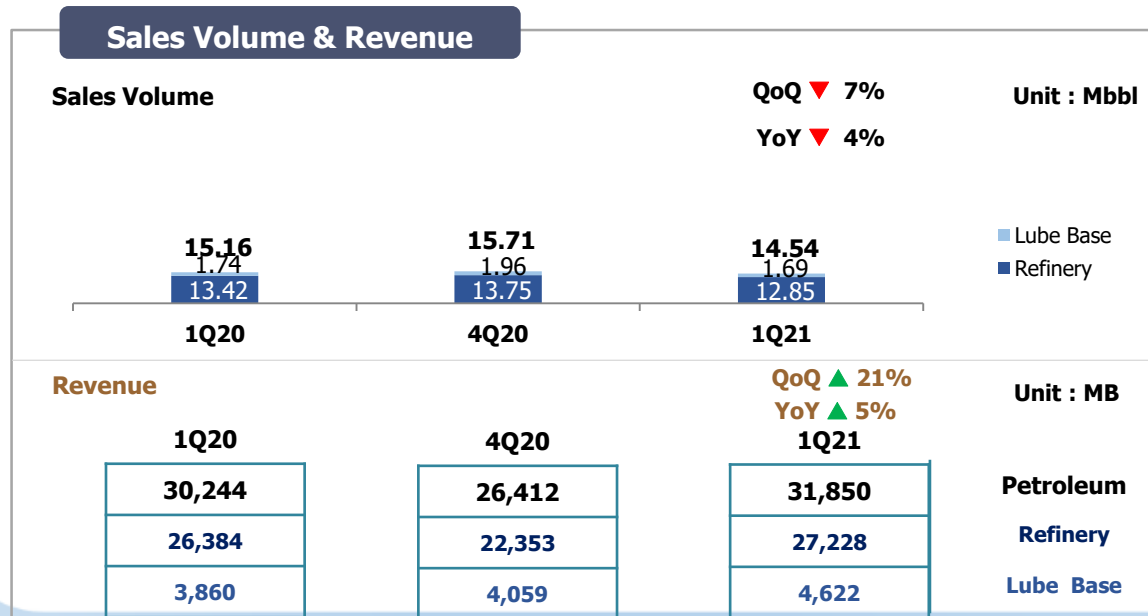 Sales Volume & Revenue
Sales Volume
QoQ ▼ 7%
Unit : Mbbl
YoY ▼ 4%
15.16
15.71
14.54
1.74
1.96
1.69
13.42
13.75
12.85
Lube Base
Refinery
1Q20
4Q20
1Q21
Revenue
QoQ ▲ 21%
YoY ▲ 5%
Unit : MB
1Q20
4Q20
1Q21
30,244
26,412
31,850
Petroleum
26,384
22,353
27,228
Refinery
3,860
4,059
4,622
Lube Base